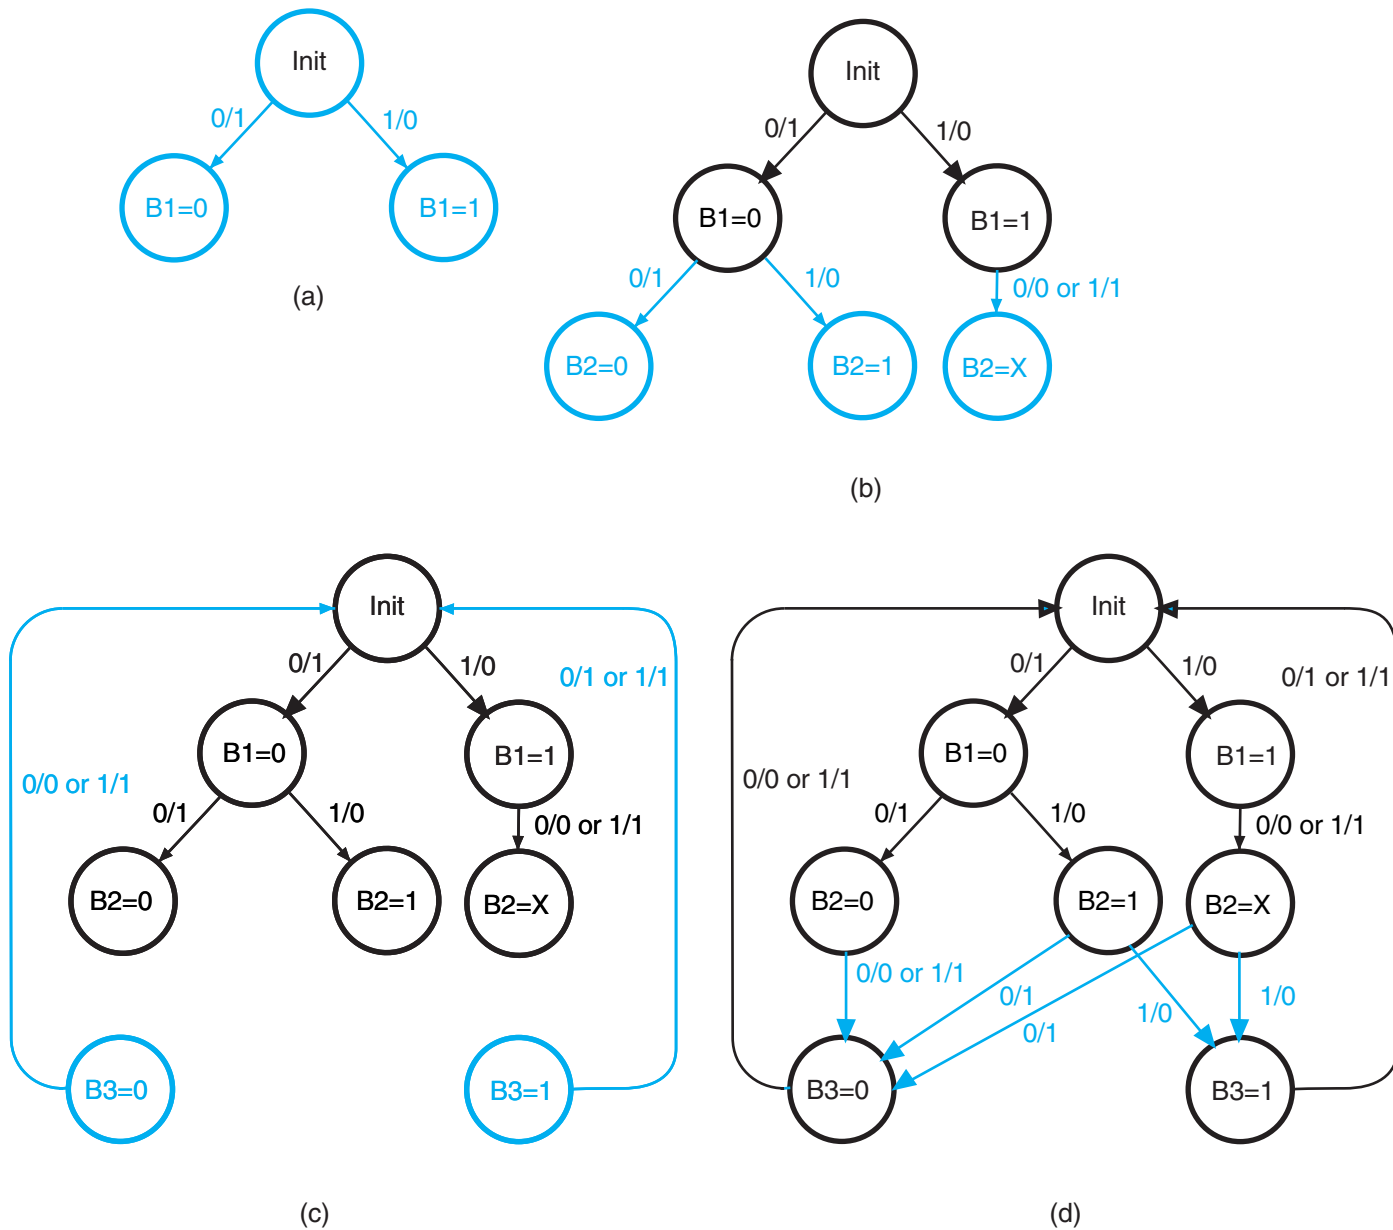 Init
0/1
1/0
B1=0
B1=1
(a)
Init
0/1
1/0
B1=0
B1=1
0/1
1/0
0/0 or 1/1
B2=0
B2=1
B2=X
(b)
Init
0/1
1/0
0/1 or 1/1
B1=0
B1=1
0/0 or 1/1
0/1
1/0
0/0 or 1/1
B2=0
B2=1
B2=X
B3=0
B3=1
(c)
Init
0/1
1/0
0/1 or 1/1
B1=0
B1=1
0/0 or 1/1
0/1
1/0
0/0 or 1/1
B2=0
B2=1
B2=X
0/0 or 1/1
0/1
0/1
1/0
1/0
B3=0
B3=1
(d)